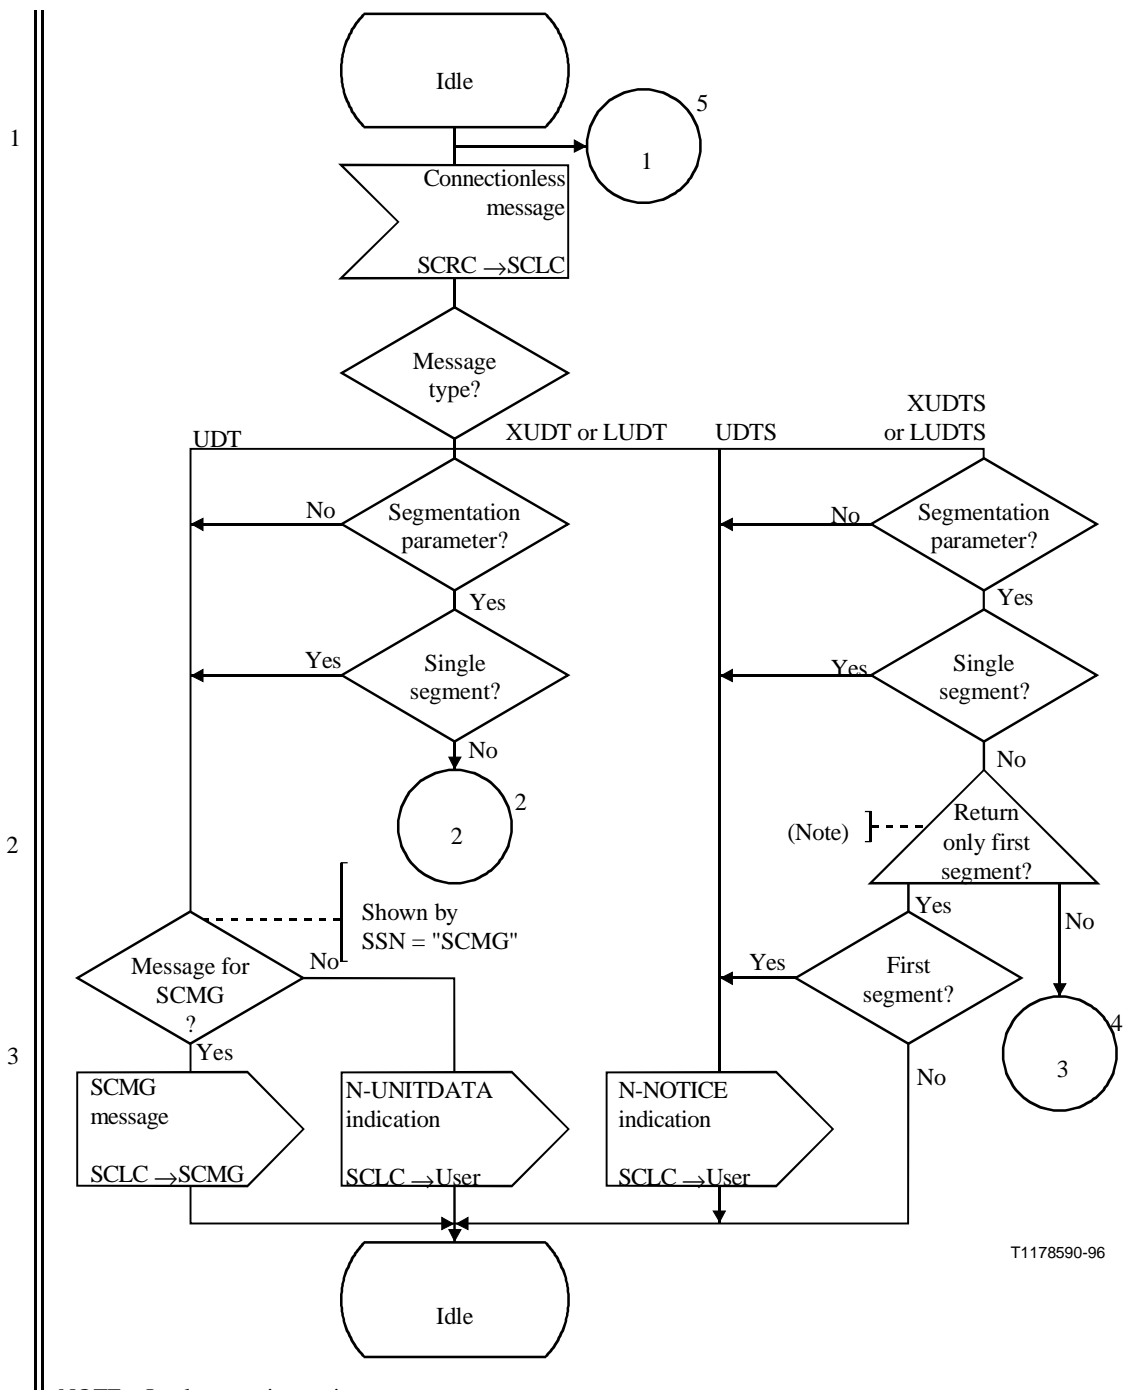 Idle
5
1
1
Connectionless
message
SCRC →SCLC
Message
type?
XUDTS
or LUDTS
UDT
XUDT or LUDT
UDTS
No
Segmentation
parameter?
No
Segmentation
parameter?
Yes
Yes
Yes
Single
segment?
Yes
Single
segment?
No
No
2
2
(Note)
Return
only first
segment?
2
Shown by
SSN = "SCMG"
Yes
No
Message for
SCMG
?
No
Yes
First
segment?
4
3
3
Yes
No
SCMG
message
SCLC →SCMG
N-UNITDATA
indication
SCLC →User
N-NOTICE
indication
SCLC →User
T1178590-96
Idle